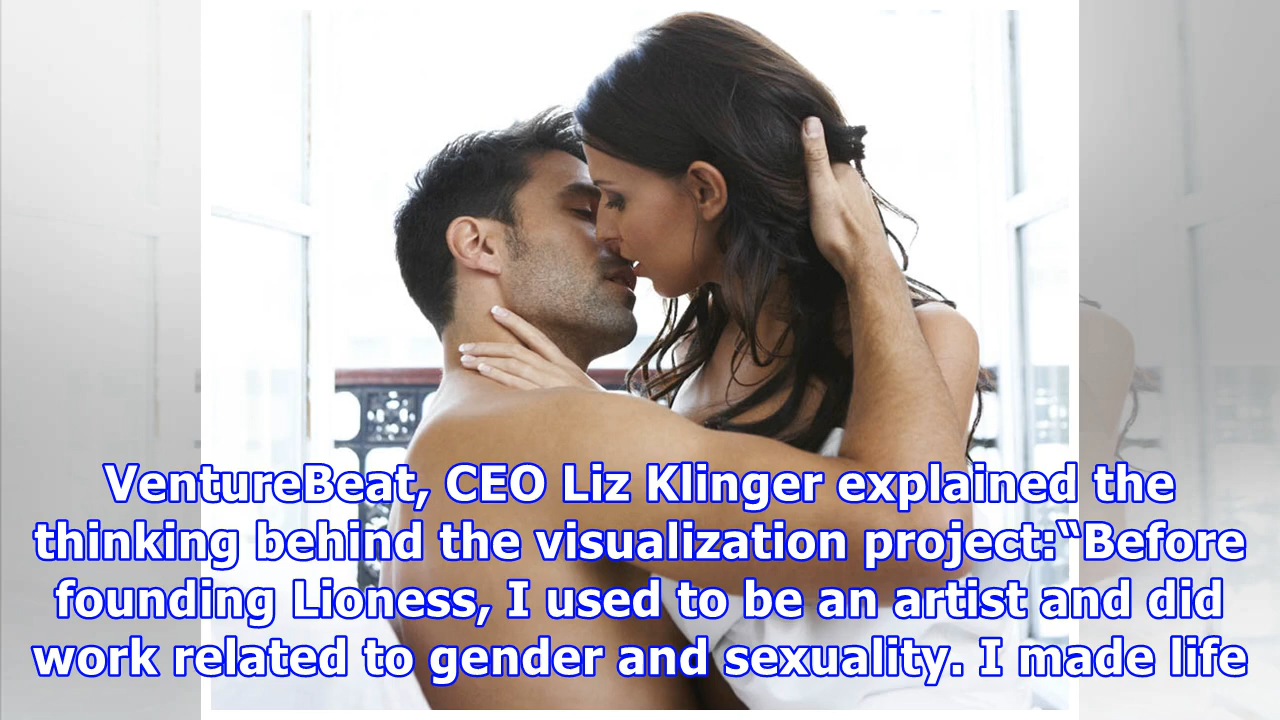 VentureBeat, CEO Liz Klinger explained the
thinking behind the visualization project:“Before
founding Lioness, I used to be an artist and did
work related to gender and sexuality. I made life